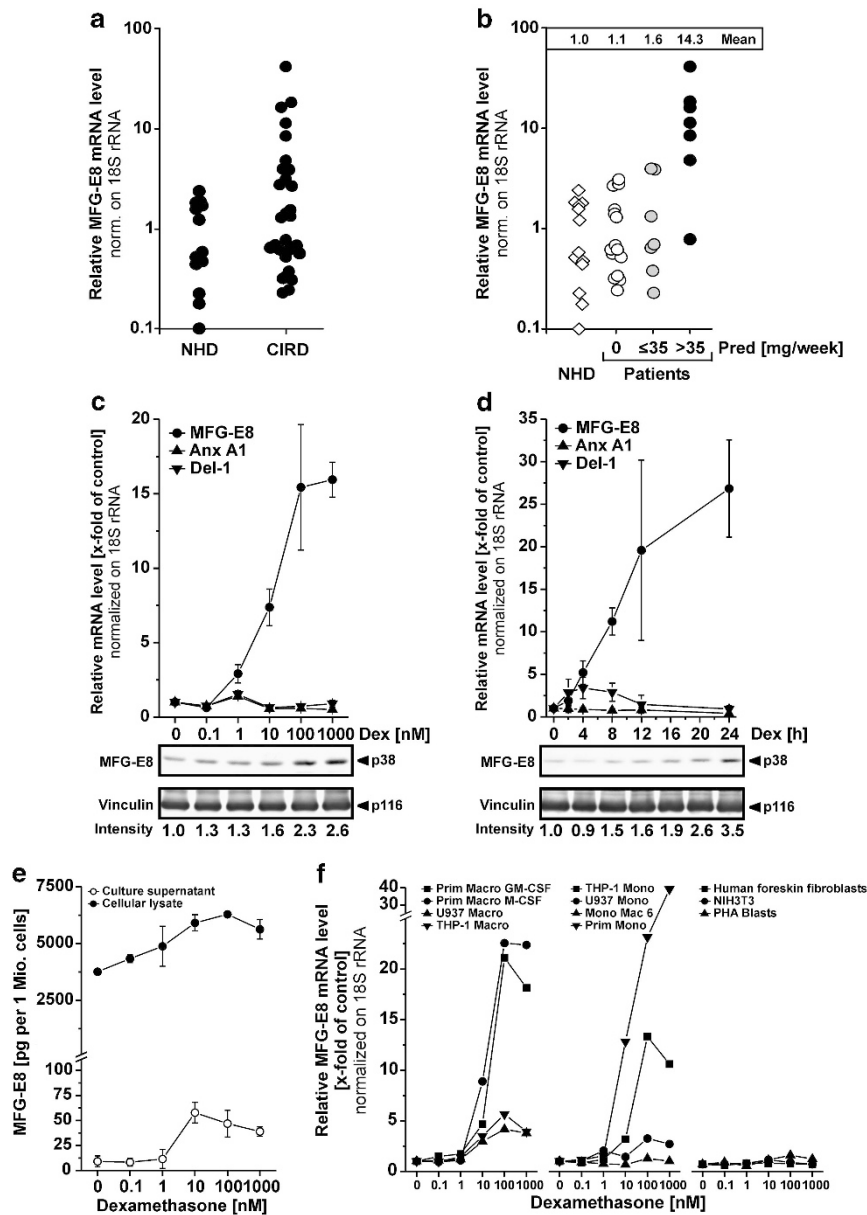 a
Relative MFG-E8 mRNA level
norm. on 18S rRNA
100
10
1
0.1
NHD CIRD
b
1.0 1.1 1.6 14.3 Mean
Relative MFG-E8 mRNA level
norm. on 18S rRNA
100
10
1
0.1
0 ≤35 >35 Pred [mg/week]
NHD Patients
c
Relative mRNA level [x-fold of control]
normalized on 18S rRNA
20
15
10
5
0
MFG-E8
Anx A1
Del-1
0 0.1 1 10 100 1000 Dex [nM]
MFG-E8 p38
Vinculin p116
Intensity 1.0 1.3 1.3 1.6 2.3 2.6
d
Relative mRNA level [x-fold of control]
normalized on 18S rRNA
35
30
25
20
15
10
5
0
MFG-E8
Anx A1
Del-1
0 4 8 12 16 20 24 Dex [h]
MFG-E8 p38
Vinculin p116
Intensity 1.0 0.9 1.5 1.6 1.9 2.6 3.5
e
MFG-E8 [pg per 1 Mio. cells]
7500
5000
2500
100
75
50
25
0
Culture supernatant
Cellular lysate
0 0.1 1 10 100 1000
Dexamethasone [nM]
f
Relative MFG-E8 mRNA level
[x-fold of control]
normalized on 18S rRNA
40
30
20
15
10
5
0
Prim Macro GM-CSF
Prim Macro M-CSF
U937 Macro
THP-1 Macro
THP-1 Mono
U937 Mono
Mono Mac 6
Prim Mono
Human foreskin fibroblasts
NIH3T3
PHA Blasts
0 0.1 1 10 100 1000 0 0.1 1 10 100 1000 0 0.1 1 10 100 1000
Dexamethasone [nM]